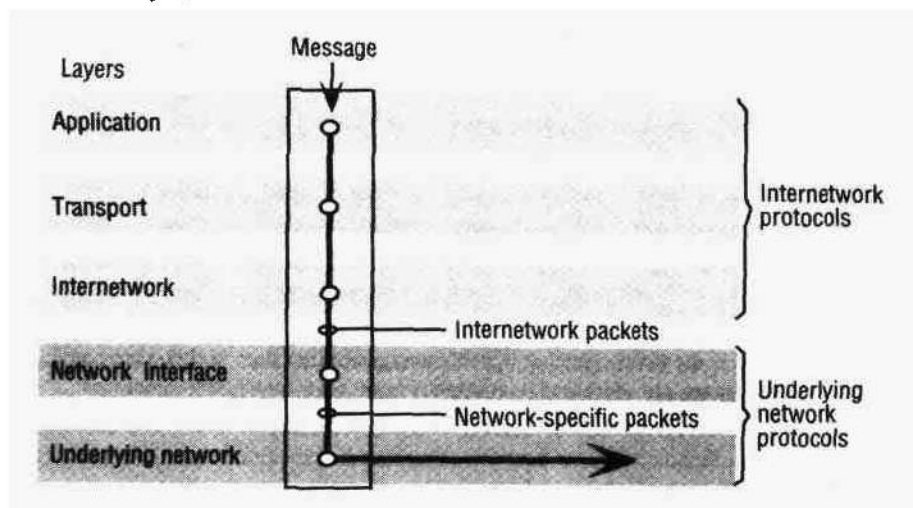 Message
Layers
Application
Transport
Internetwork
protocols
Internetwork
Internetwork packets
Network interface
Underlying
network
protocols
Network-specific packets
Underlying network